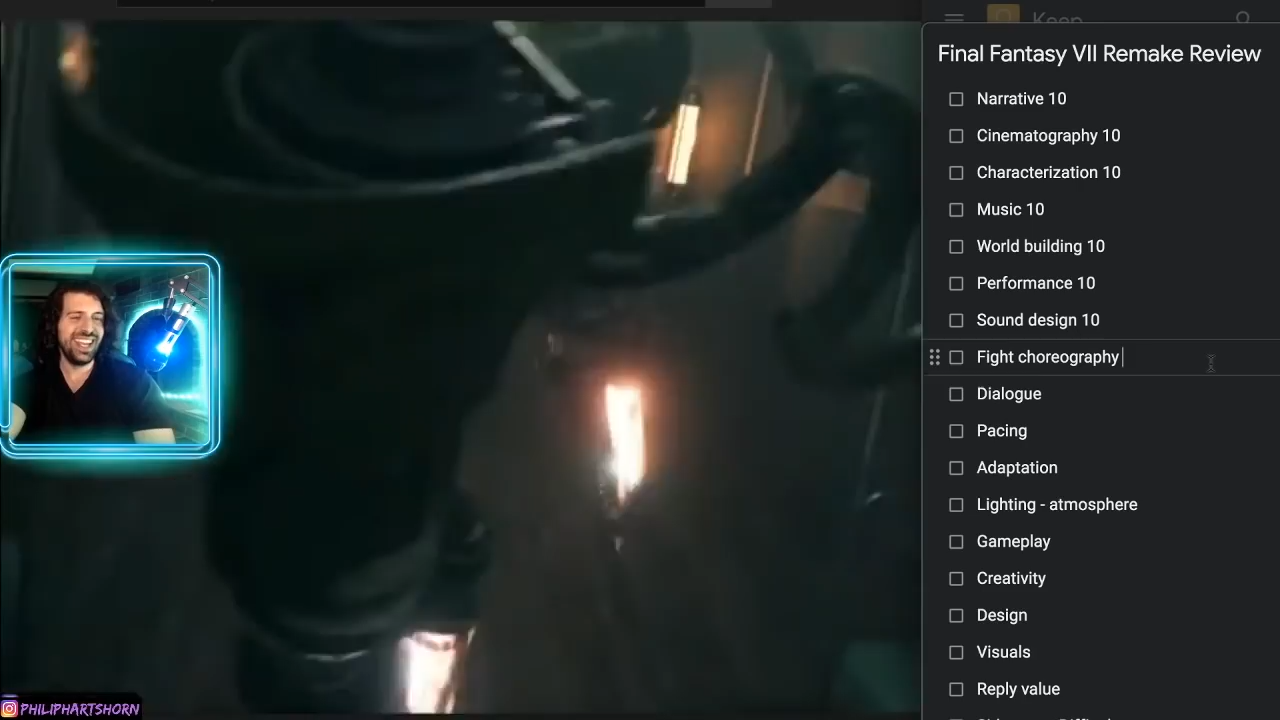 Keep
Final Fantasy VII Remake Review
Narrative 10
Cinematography 10
Characterization 10
Music 10
World building 10
Performance 10
Sound design 10
Fight choreography
Dialogue
Pacing
Adaptation
Lighting - atmosphere
Gameplay
Creativity
Design
Visuals
Reply value
PHILIPHARTSHORN